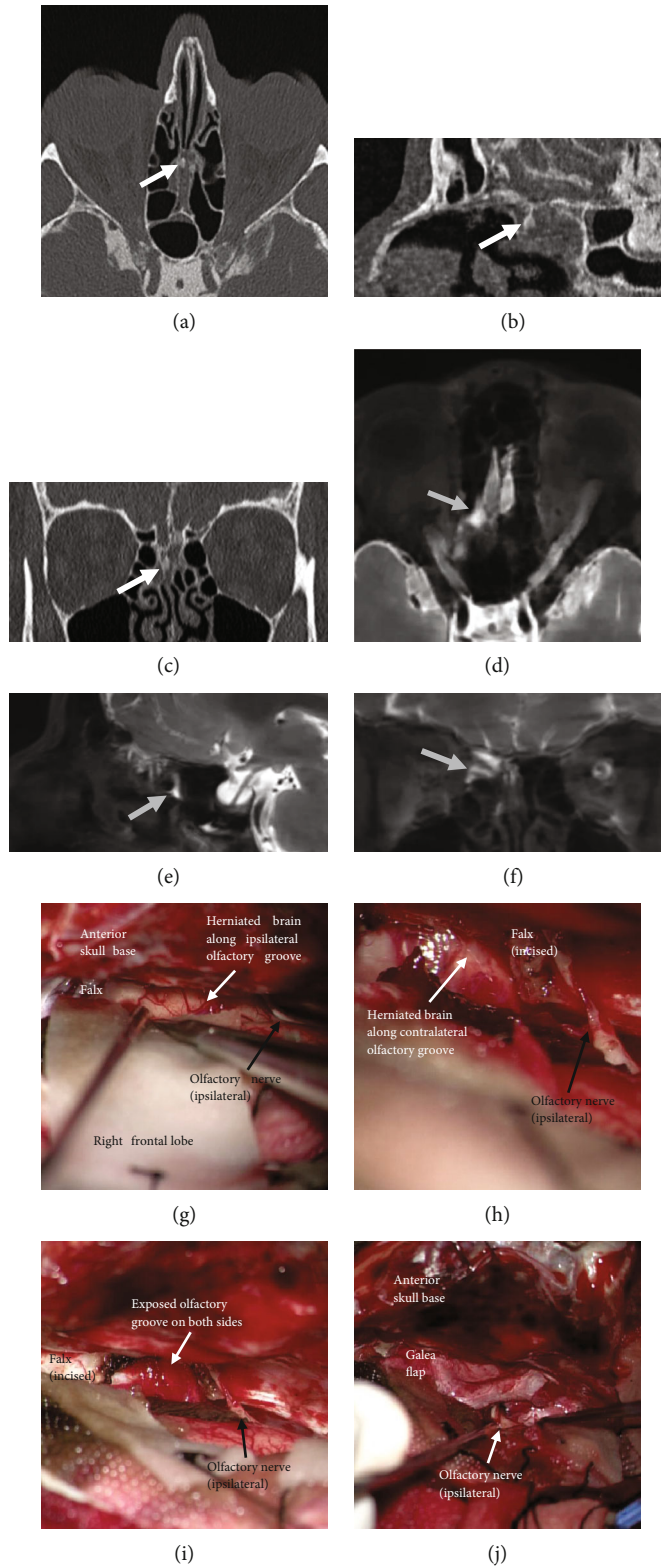 (a)
(b)
(c)
(d)
(e)
(f)
Anterior
skull base
Herniated brain
along ipsilateral
olfactory groove
Falx
Olfactory nerve
(ipsilateral)
Right frontal lobe
(g)
Falx
(incised)
Herniated brain
along contralateral
olfactory groove
Olfactory nerve
(ipsilateral)
(h)
Exposed olfactory
groove on both sides
Falx
(incised)
Olfactory nerve
(ipsilateral)
(i)
Anterior
skull base
Galea
flap
Olfactory nerve
(ipsilateral)
(j)